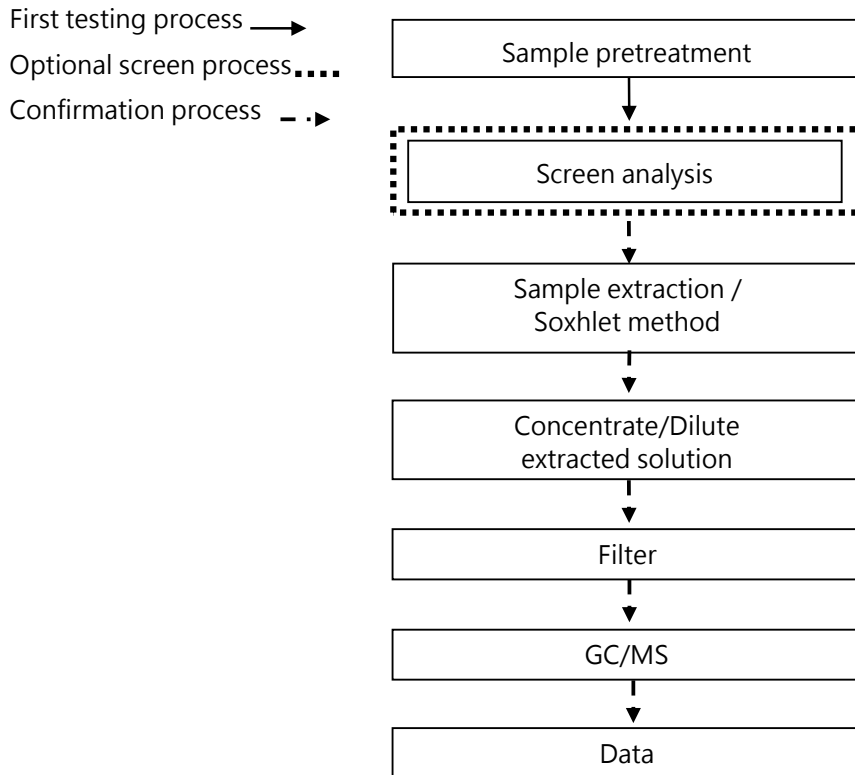 First testing process
Optional screen process
Confirmation process
Sample pretreatment
Screen analysis
Sample extraction /
Soxhlet method
Concentrate/Dilute
extracted solution
Filter
GC/MS
Data